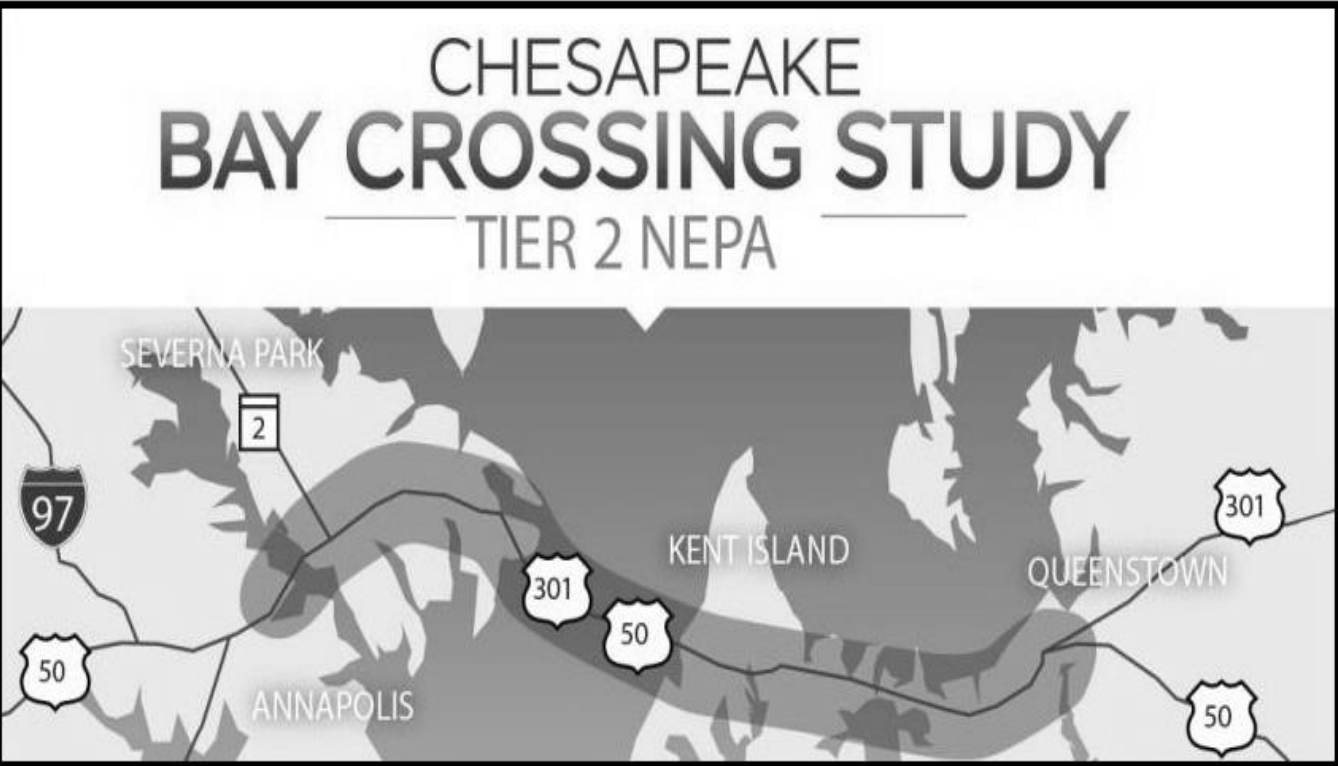 CHESAPEAKE
BAY CROSSING STUDY
TIER 2 NEPA
SEVERNA PARK
2
97
301
KENT ISLAND
301
QUEENSTOWN
50
50
ANNAPOLIS
50